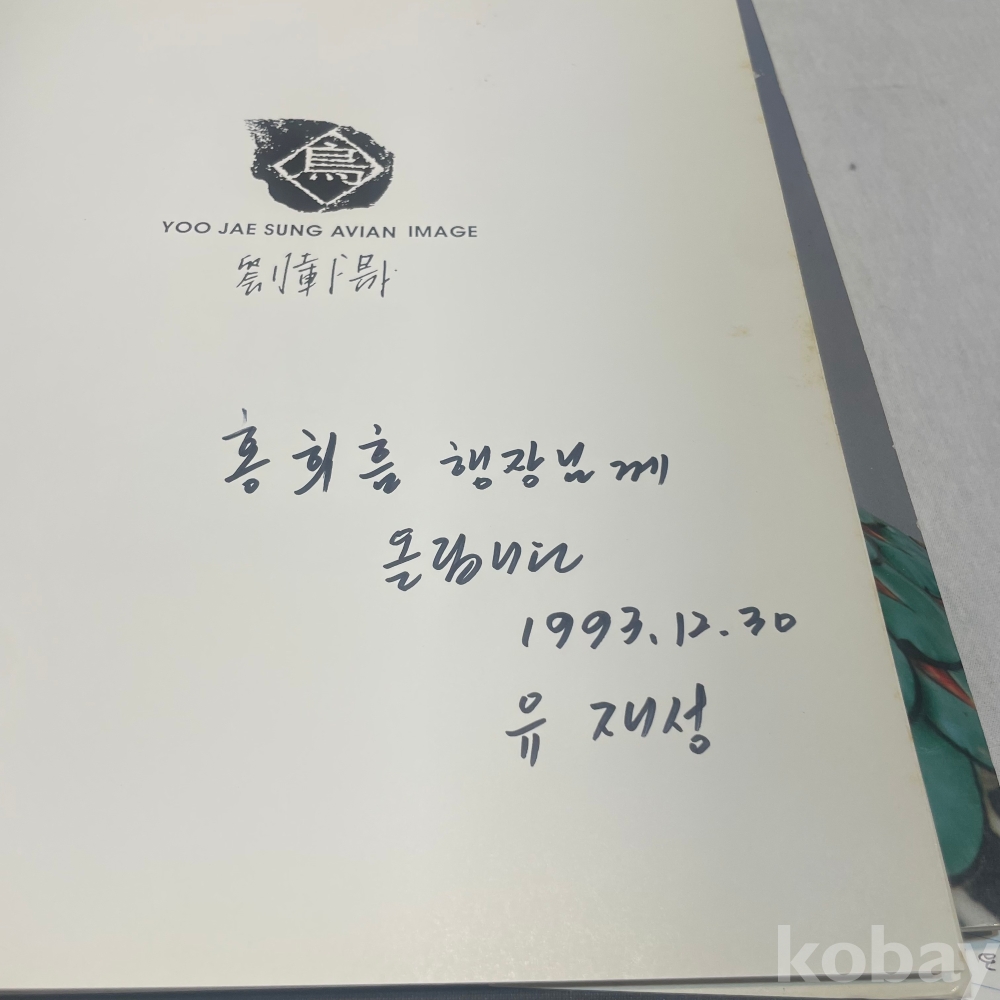 鳥
YOO JAE SUNG AVIAN IMAGE
홍희흠 행장님께
올립니다
1993.12.30
유 재성
kobay